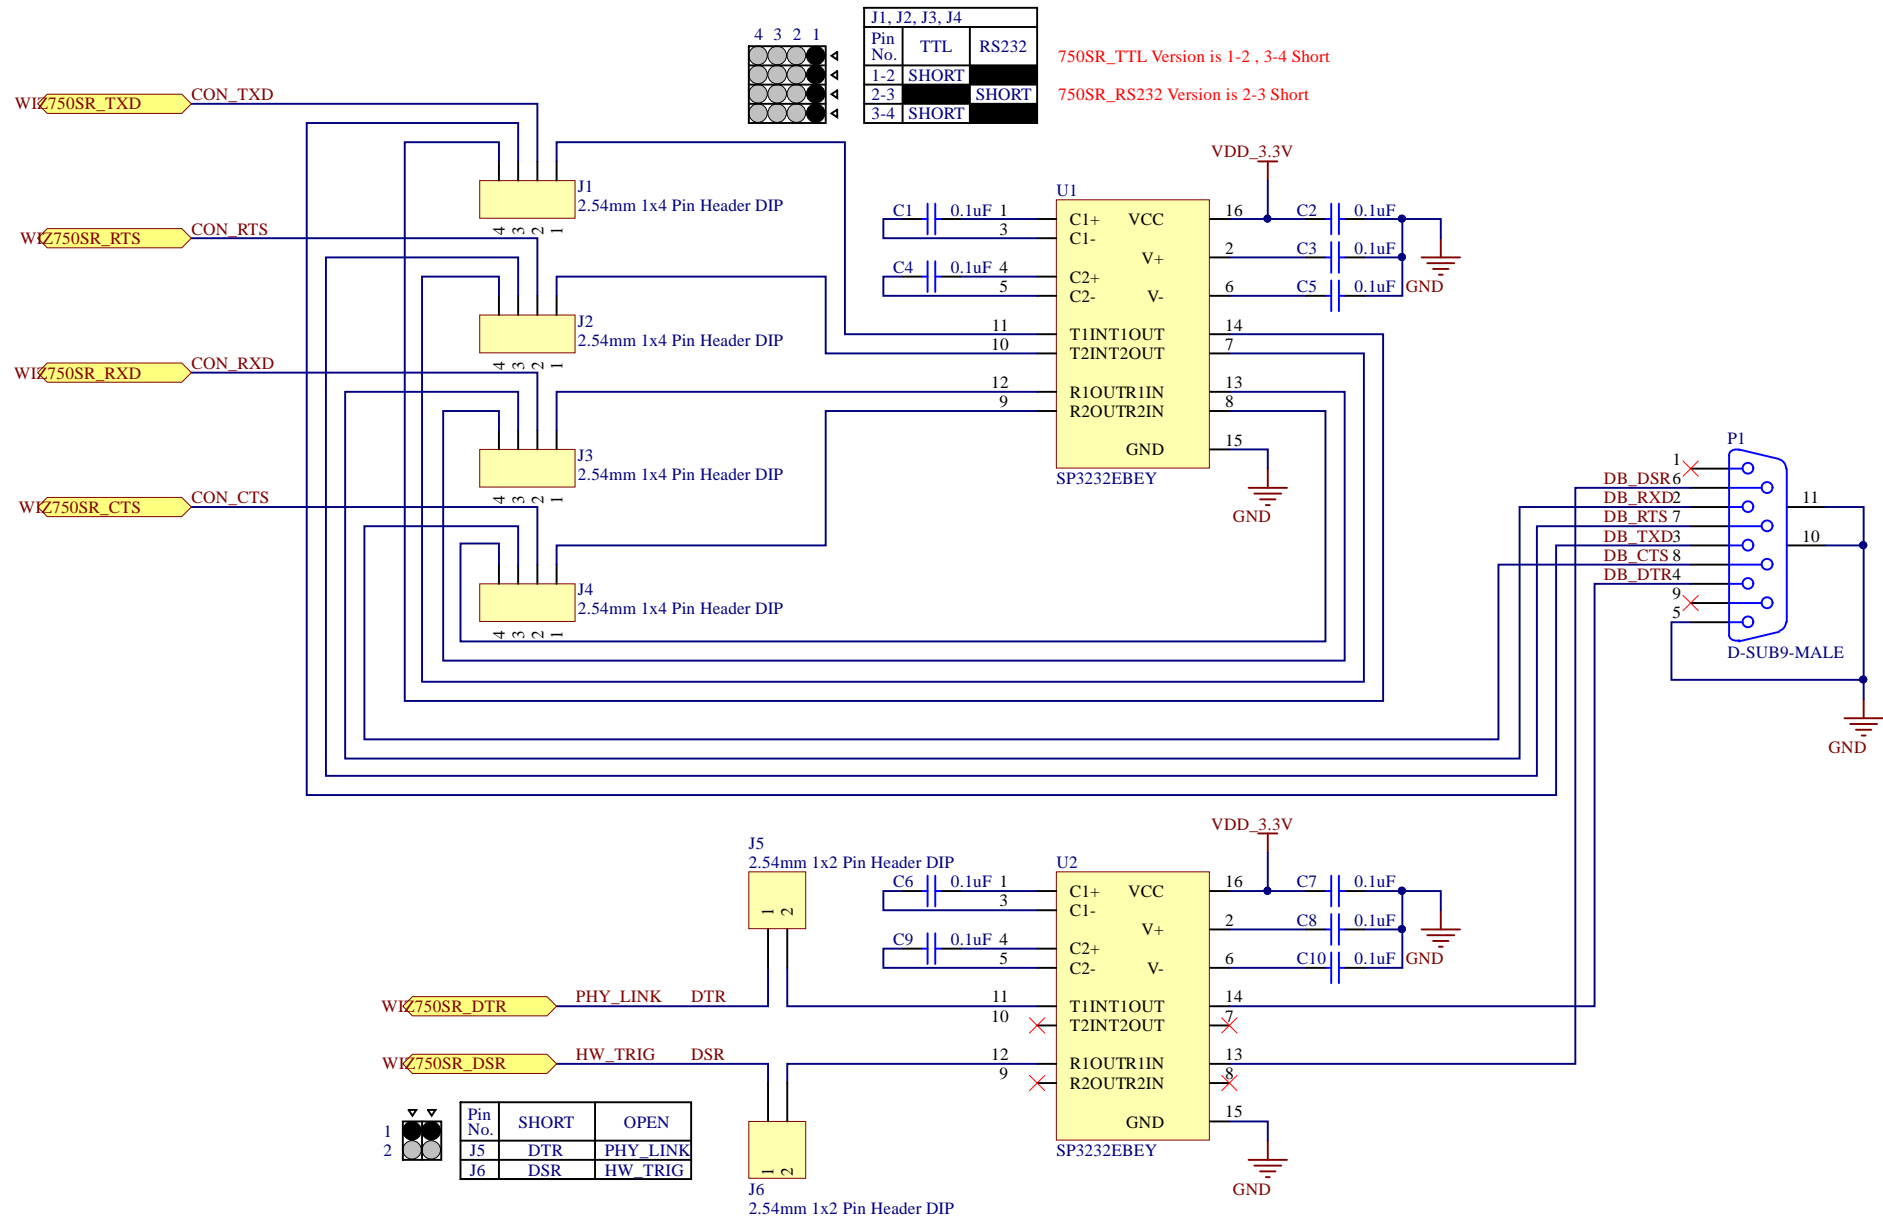 4 3 2 1
J1, J2, J3, J4
Pin No. TTL RS232
1-2 SHORT
2-3 SHORT
3-4 SHORT
750SR_TTL Version is 1-2 , 3-4 Short
750SR_RS232 Version is 2-3 Short
WIZ750SR_TXD CON_TXD
J1
2.54mm 1x4 Pin Header DIP
4 3 2 1
WIZ750SR_RTS CON_RTS
J2
2.54mm 1x4 Pin Header DIP
4 3 2 1
WIZ750SR_RXD CON_RXD
J3
2.54mm 1x4 Pin Header DIP
4 3 2 1
WIZ750SR_CTS CON_CTS
J4
2.54mm 1x4 Pin Header DIP
4 3 2 1
VDD_3.3V
U1
C1 0.1uF 1 C1+ VCC 16 C2 0.1uF
3 C1-
V+ 2 C3 0.1uF
C4 0.1uF 4 C2+
5 C2- V- 6 C5 0.1uF
GND
11 T1IN T1OUT 14
10 T2IN T2OUT 7
12 R1OUT R1IN 13
9 R2OUT R2IN 8
GND 15
SP3232EBEY
GND
P1
1
DB_DSR 6
DB_RXD 2
DB_RTS 7
DB_TXD 3
DB_CTS 8
DB_DTR 4
9
5
11
10
D-SUB9-MALE
GND
J5
2.54mm 1x2 Pin Header DIP
1 2
VDD_3.3V
U2
C6 0.1uF 1 C1+ VCC 16 C7 0.1uF
3 C1-
V+ 2 C8 0.1uF
C9 0.1uF 4 C2+
5 C2- V- 6 C10 0.1uF
GND
WIZ750SR_DTR PHY_LINK DTR
11 T1IN T1OUT 14
10 T2IN T2OUT 7
WIZ750SR_DSR HW_TRIG DSR
12 R1OUT R1IN 13
9 R2OUT R2IN 8
GND 15
SP3232EBEY
GND
1
2
Pin No. SHORT OPEN
J5 DTR PHY_LINK
J6 DSR HW_TRIG
1 2
J6
2.54mm 1x2 Pin Header DIP